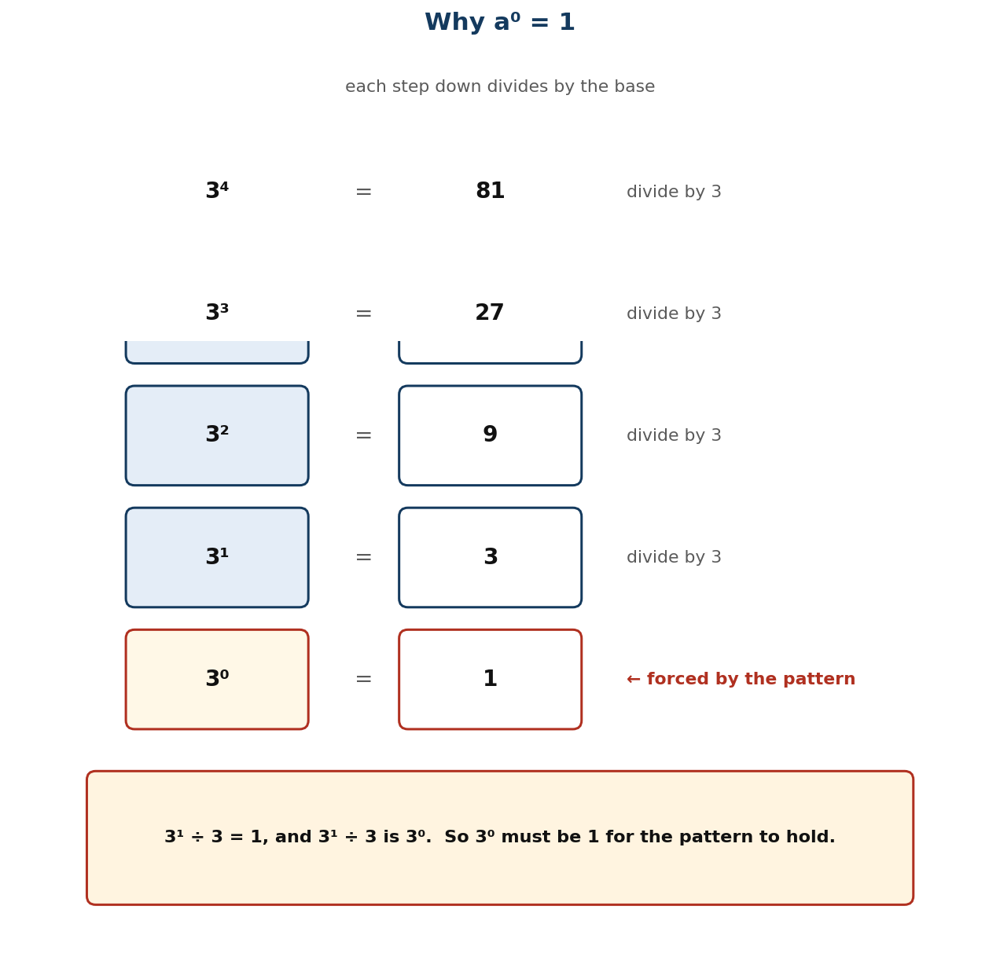 Why a⁰ = 1
each step down divides by the base
3⁴ = 81 divide by 3
3³ = 27 divide by 3
3² = 9 divide by 3
3¹ = 3 divide by 3
3⁰ = 1 ← forced by the pattern
3¹ ÷ 3 = 1, and 3¹ ÷ 3 is 3⁰.  So 3⁰ must be 1 for the pattern to hold.